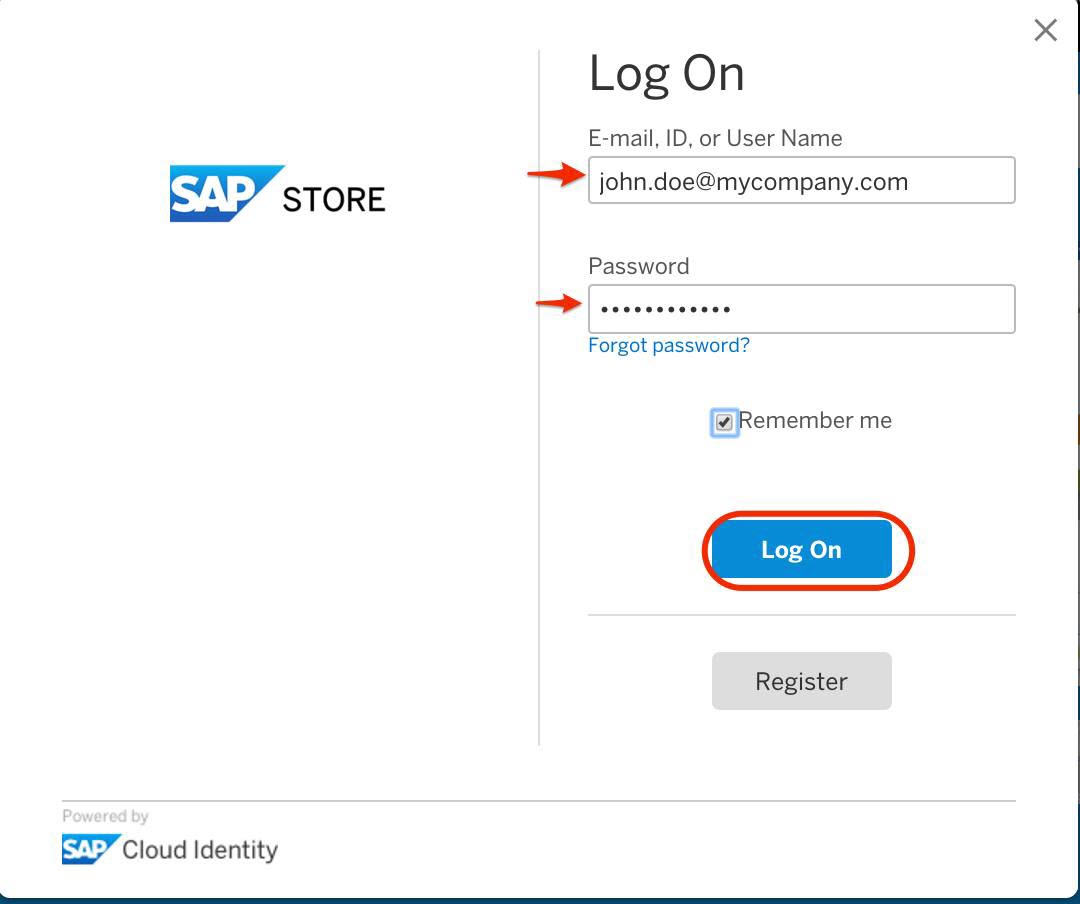 Log On
E-mail, ID, or User Name
john.doe@mycompany.com
SAP STORE
Password
••••••••••••
Forgot password?
Remember me
Log On
Register
Powered by
SAP Cloud Identity